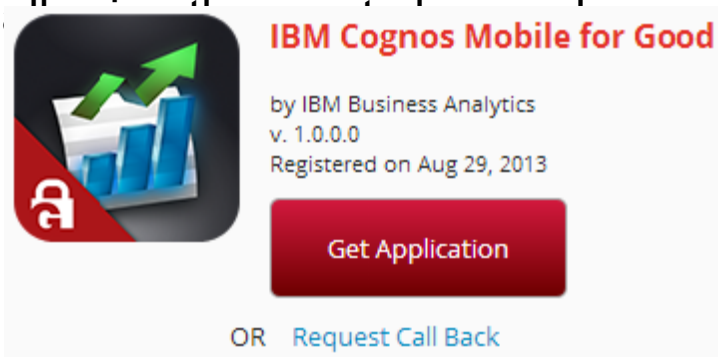 IBM Cognos Mobile for Good
by IBM Business Analytics
v. 1.0.0.0
Registered on Aug 29, 2013
Get Application
OR Request Call Back